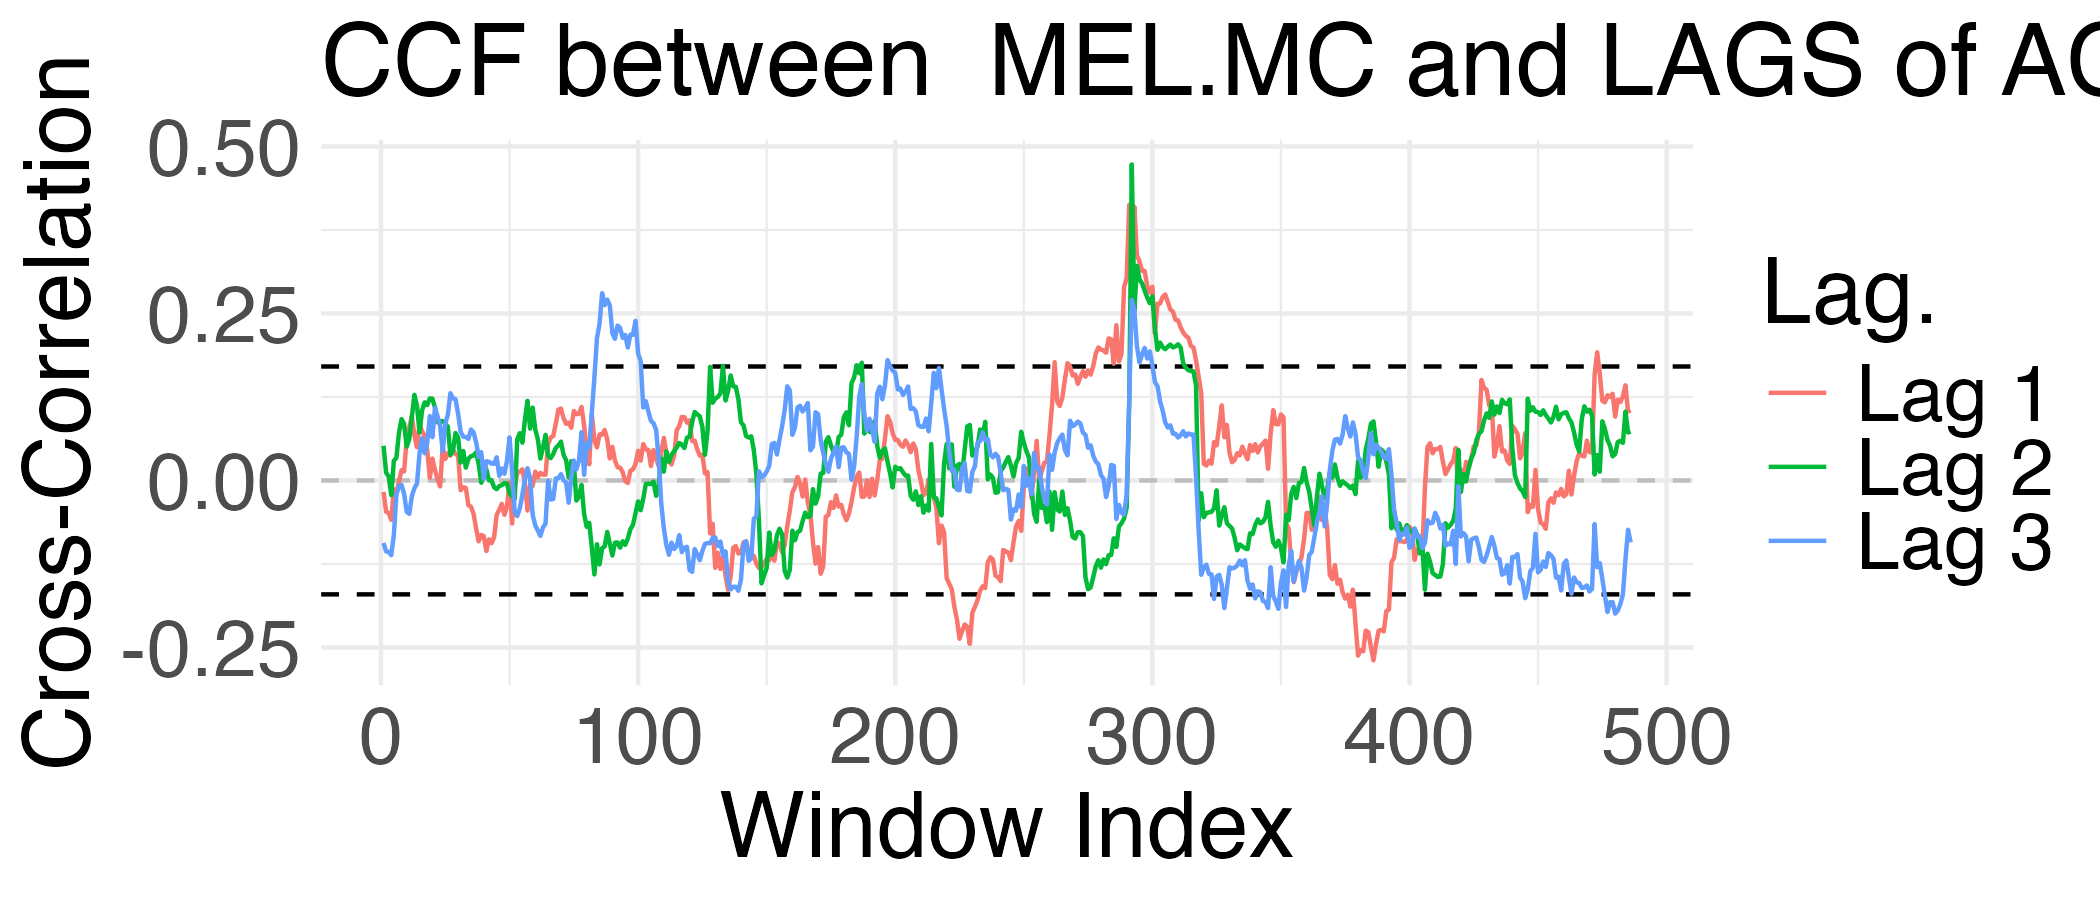 CCF between MEL.MC and LAGS of
Cross-Correlation
0.50
0.25
0.00
-0.25
0
100
200
300
400
500
Window Index
Lag.
Lag 1
Lag 2
Lag 3